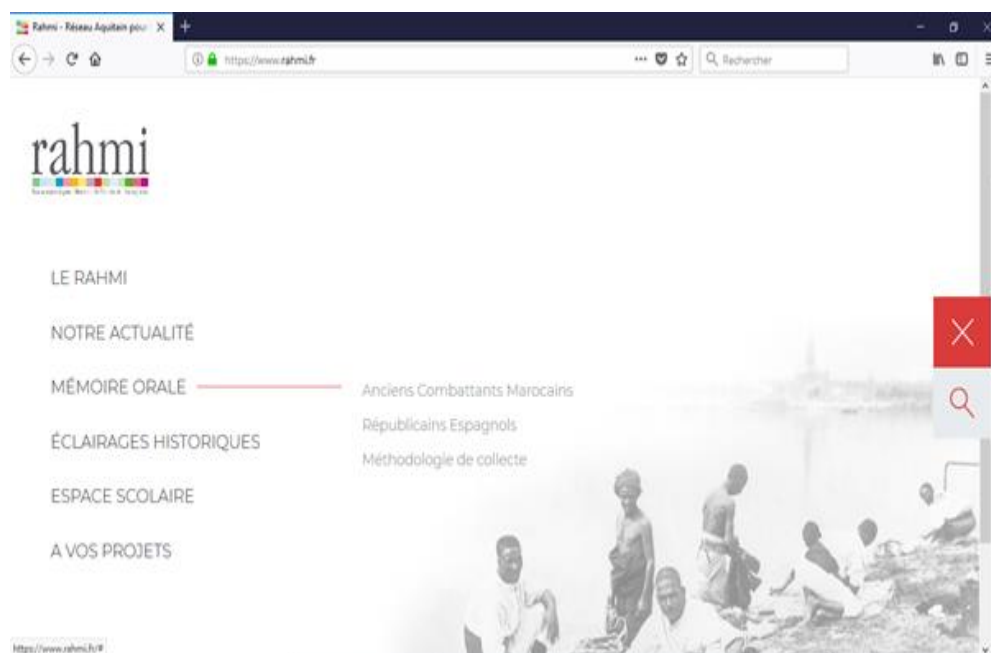 Rahmi - Réseau Aquitain pou
https://www.rahmi.fr
Rechercher
rahmi
LE RAHMI
NOTRE ACTUALITÉ
MÉMOIRE ORALE
Anciens Combattants Marocains
Républicains Espagnols
Méthodologie de collecte
ÉCLAIRAGES HISTORIQUES
ESPACE SCOLAIRE
A VOS PROJETS
https://www.rahmi.fr/#